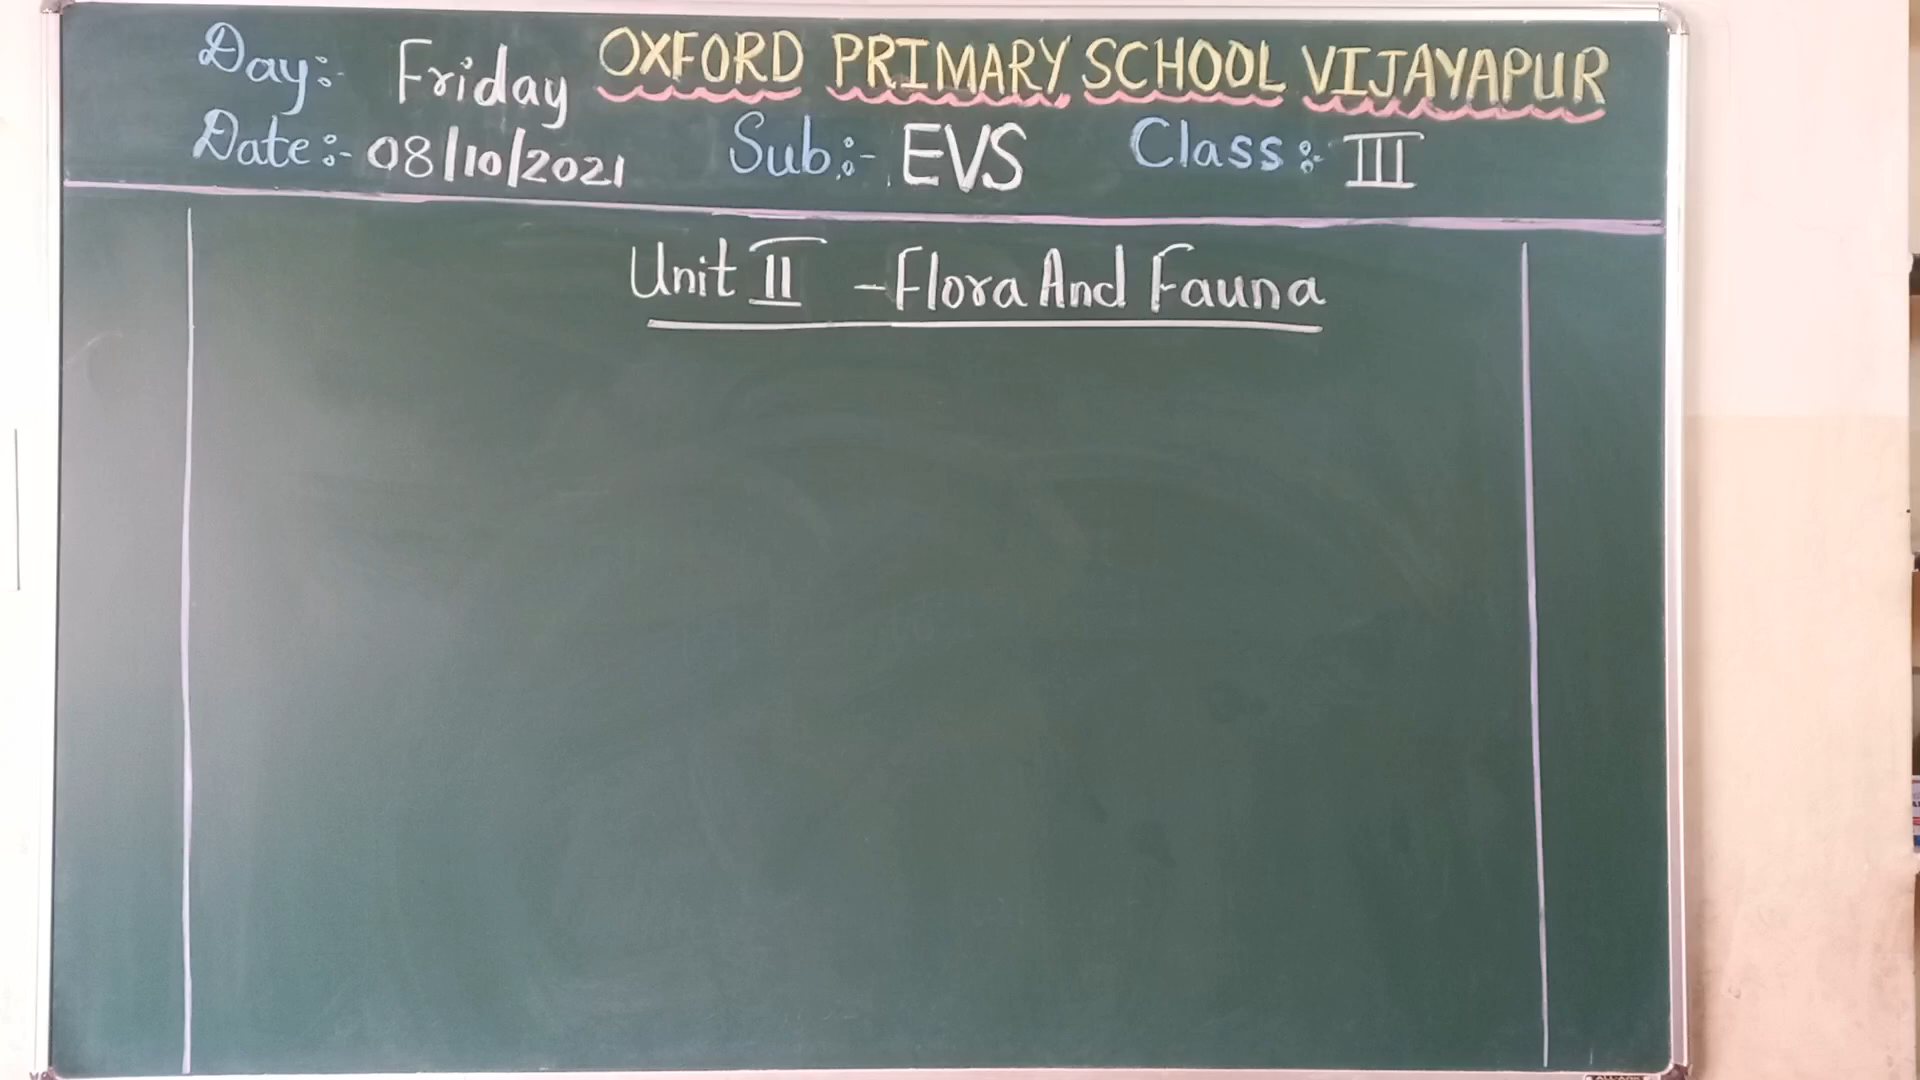 OXFORD PRIMARY SCHOOL VIJAYAPUR
Day:- Friday
Date:- 08/10/2021 Sub:- EVS Class:- III
Unit II - Flora And Fauna